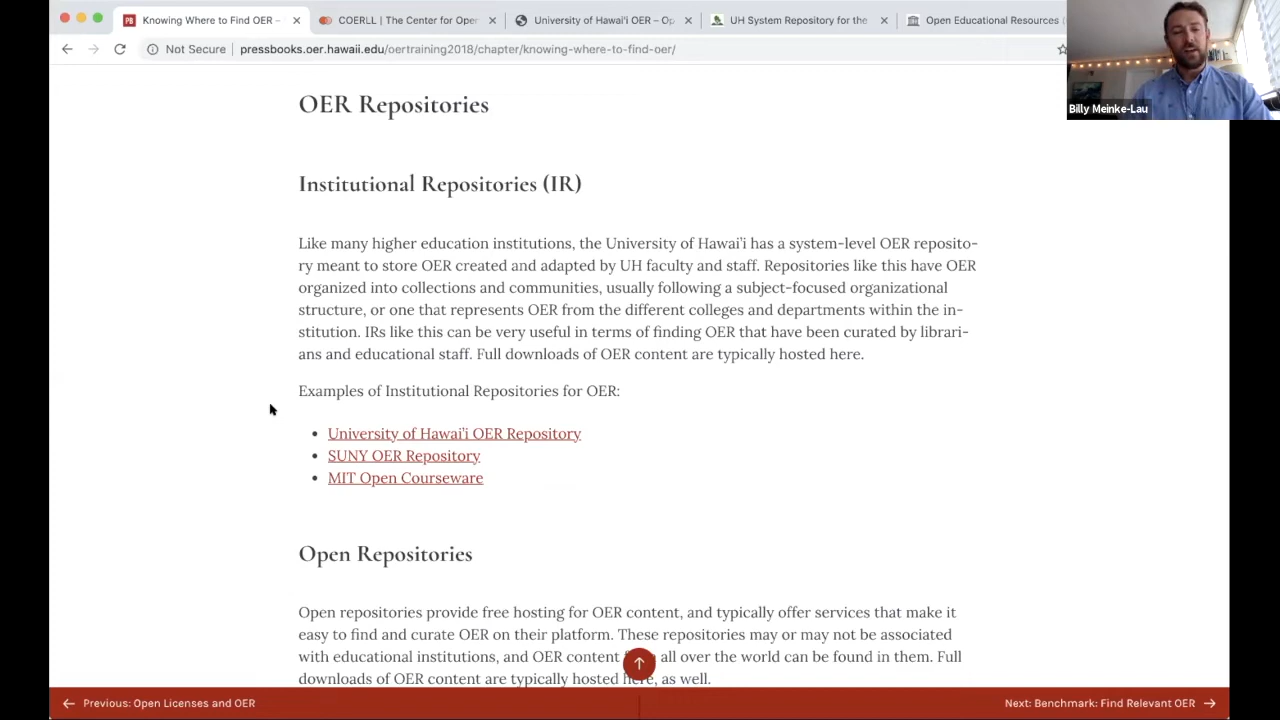 Knowing Where to Find OER –
COERLL | The Center for Open
University of Hawai'i OER – Op
UH System Repository for the
Open Educational Resources
Not Secure | pressbooks.oer.hawaii.edu/oertraining2018/chapter/knowing-where-to-find-oer/
Billy Meinke-Lau
OER Repositories
Institutional Repositories (IR)
Like many higher education institutions, the University of Hawai'i has a system-level OER reposito-
ry meant to store OER created and adapted by UH faculty and staff. Repositories like this have OER
organized into collections and communities, usually following a subject-focused organizational
structure, or one that represents OER from the different colleges and departments within the in-
stitution. IRs like this can be very useful in terms of finding OER that have been curated by librari-
ans and educational staff. Full downloads of OER content are typically hosted here.
Examples of Institutional Repositories for OER:
• University of Hawai'i OER Repository
• SUNY OER Repository
• MIT Open Courseware
Open Repositories
Open repositories provide free hosting for OER content, and typically offer services that make it
easy to find and curate OER on their platform. These repositories may or may not be associated
with educational institutions, and OER content all over the world can be found in them. Full
downloads of OER content are typically hosted here, as well.
Previous: Open Licenses and OER
Next: Benchmark: Find Relevant OER